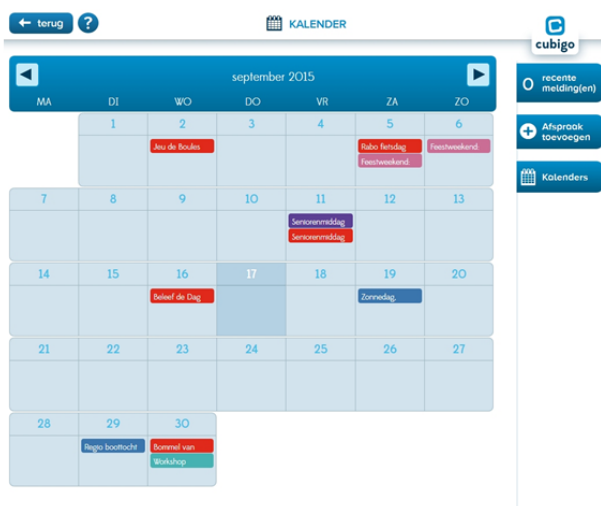 terug ?
KALENDER
cubigo
september 2015
MA DI WO DO VR ZA ZO
1 2 3 4 5 6
Jeu de Boules
Rabo fietsdag
Feestweekend
Feestweekend
7 8 9 10 11 12 13
Seniorenmiddag
Seniorenmiddag
14 15 16 17 18 19 20
Beleef de Dag
Zonnedag,
21 22 23 24 25 26 27
28 29 30
Regio boottocht
Bommel van
Workshop
0 recente
melding(en)
Afspraak
toevoegen
Kalenders